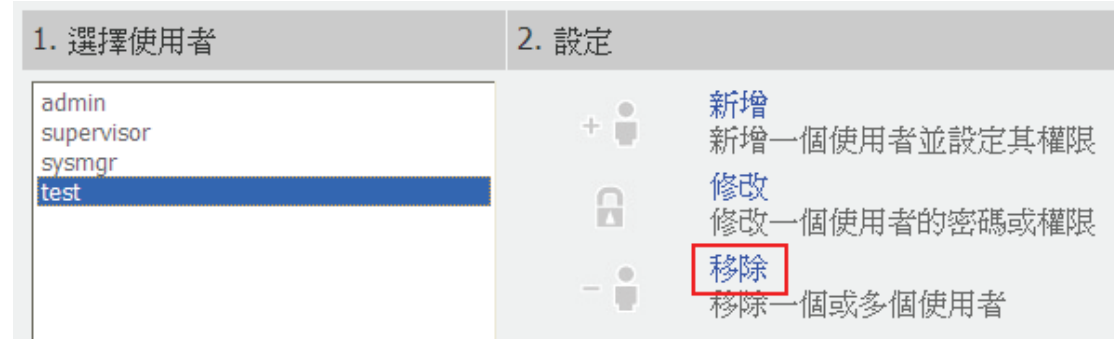 1. 選擇使用者
2. 設定
admin
supervisor
sysmgr
test
新增
新增一個使用者並設定其權限
修改
修改一個使用者的密碼或權限
移除
移除一個或多個使用者